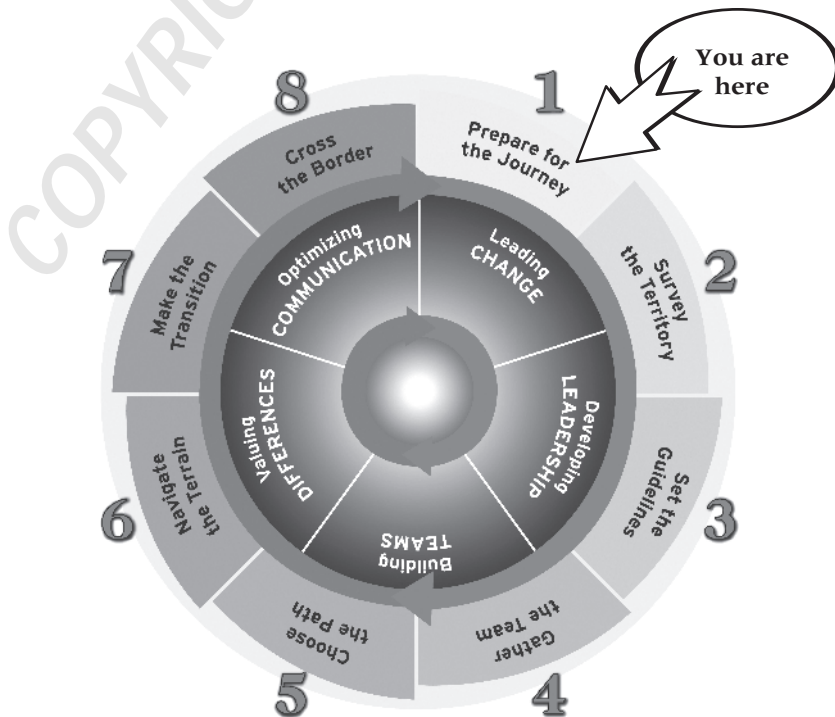 COPYRIG
You are
here
1
Prepare for
the Journey
2
Survey
the Territory
3
Set the
Guidelines
4
Gather
the Team
5
Choose
the Path
6
Navigate
the Terrain
7
Make the
Transition
8
Cross
the Border
Leading
CHANGE
Developing
LEADERSHIP
Building
TEAMS
Valuing
DIFFERENCES
Optimizing
COMMUNICATION